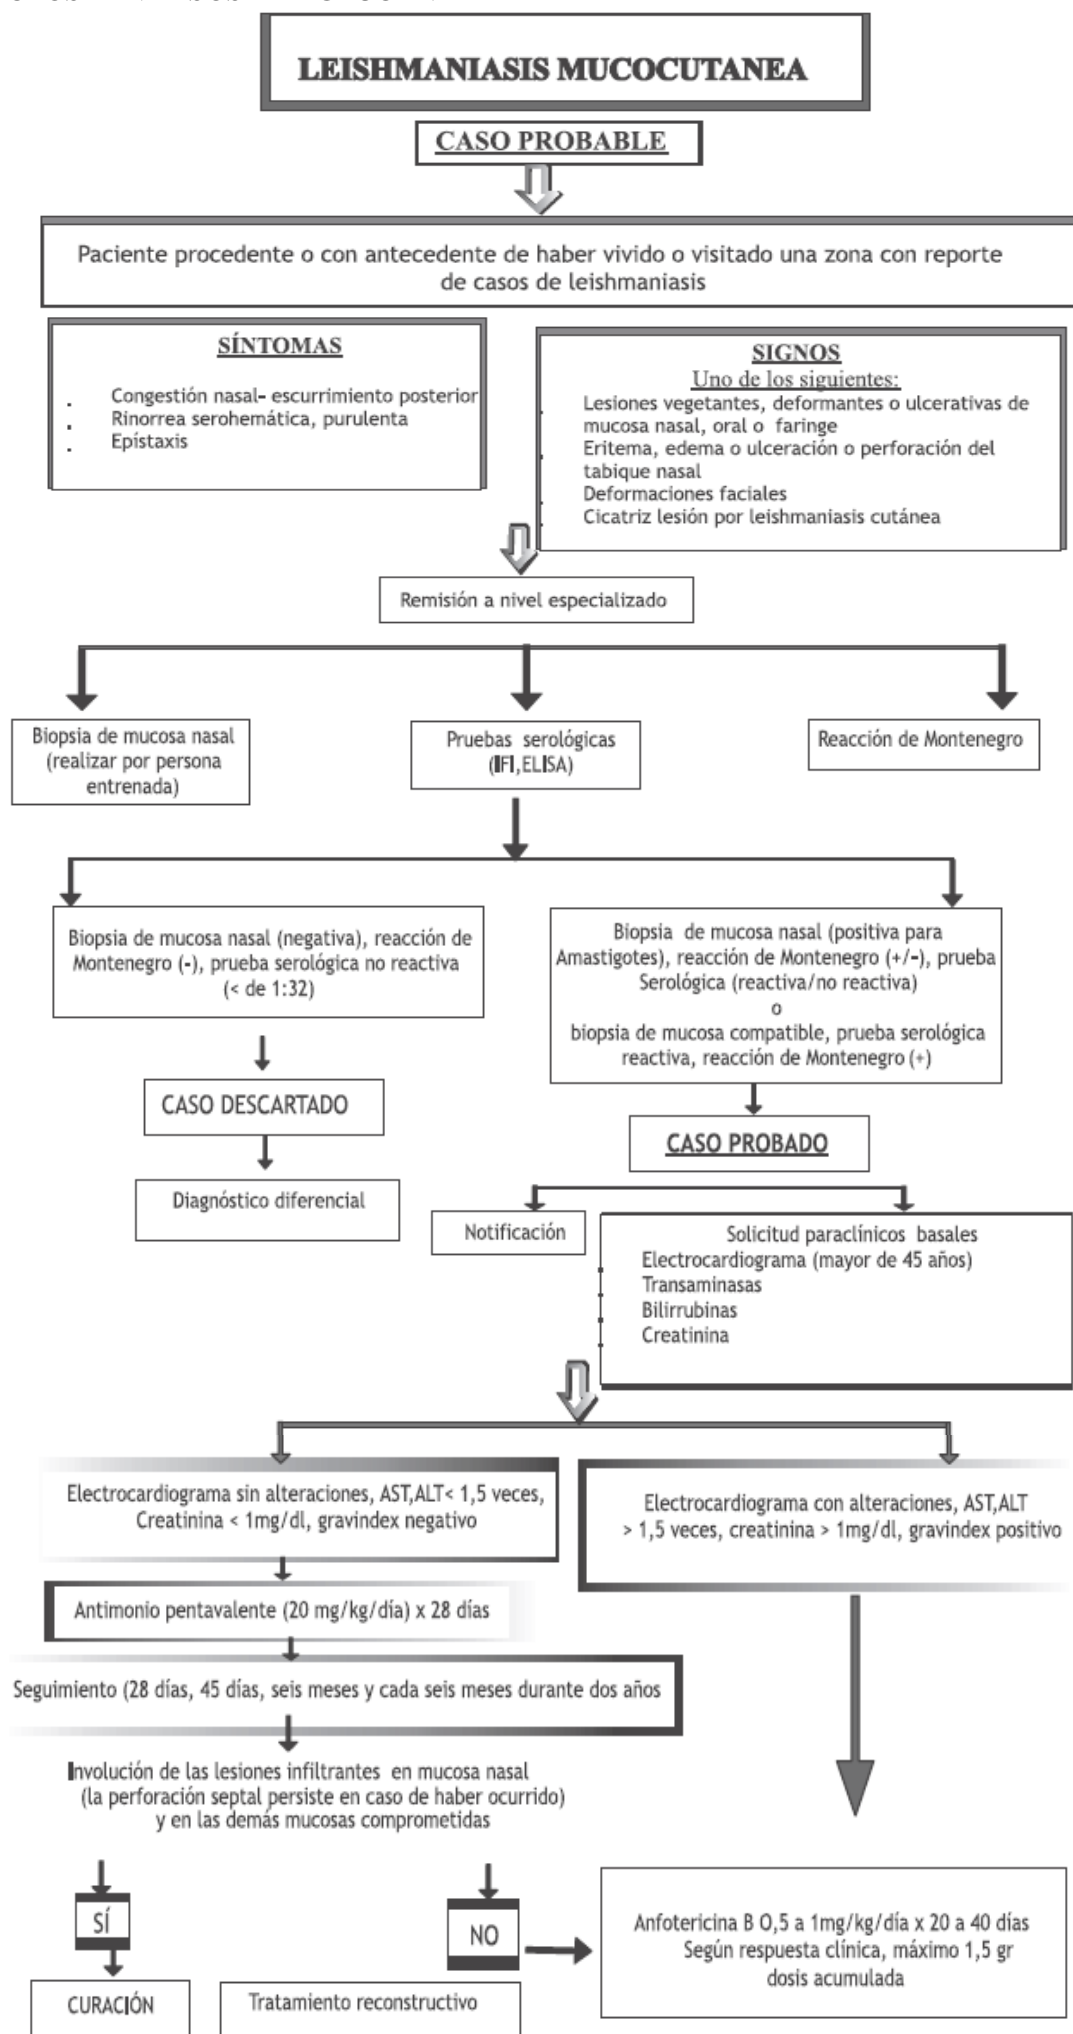 LEISHMANIASIS MUCOCUTANEA
CASO PROBABLE
Paciente procedente o con antecedente de haber vivido o visitado una zona con reporte
de casos de leishmaniasis
SÍNTOMAS
. Congestión nasal- escurrimiento posterior
. Rinorrea serohemática, purulenta
. Epístaxis
SIGNOS
Uno de los siguientes:
Lesiones vegetantes, deformantes o ulcerativas de
mucosa nasal, oral o faringe
Eritema, edema o ulceración o perforación del
tabique nasal
Deformaciones faciales
Cicatriz lesión por leishmaniasis cutánea
Remisión a nivel especializado
Biopsia de mucosa nasal
(realizar por persona
entrenada)
Pruebas serológicas
(IFI,ELISA)
Reacción de Montenegro
Biopsia de mucosa nasal (negativa), reacción de
Montenegro (-), prueba serológica no reactiva
(< de 1:32)
Biopsia de mucosa nasal (positiva para
Amastigotes), reacción de Montenegro (+/-), prueba
Serológica (reactiva/no reactiva)
o
biopsia de mucosa compatible, prueba serológica
reactiva, reacción de Montenegro (+)
CASO DESCARTADO
CASO PROBADO
Diagnóstico diferencial
Notificación
Solicitud paraclínicos basales
Electrocardiograma (mayor de 45 años)
Transaminasas
Bilirrubinas
Creatinina
Electrocardiograma sin alteraciones, AST,ALT< 1,5 veces,
Creatinina < 1mg/dl, gravindex negativo
Electrocardiograma con alteraciones, AST,ALT
> 1,5 veces, creatinina > 1mg/dl, gravindex positivo
Antimonio pentavalente (20 mg/kg/día) x 28 días
Seguimiento (28 días, 45 días, seis meses y cada seis meses durante dos años
Involución de las lesiones infiltrantes en mucosa nasal
(la perforación septal persiste en caso de haber ocurrido)
y en las demás mucosas comprometidas
SÍ
NO
Anfotericina B O,5 a 1mg/kg/día x 20 a 40 días
Según respuesta clínica, máximo 1,5 gr
dosis acumulada
CURACIÓN
Tratamiento reconstructivo